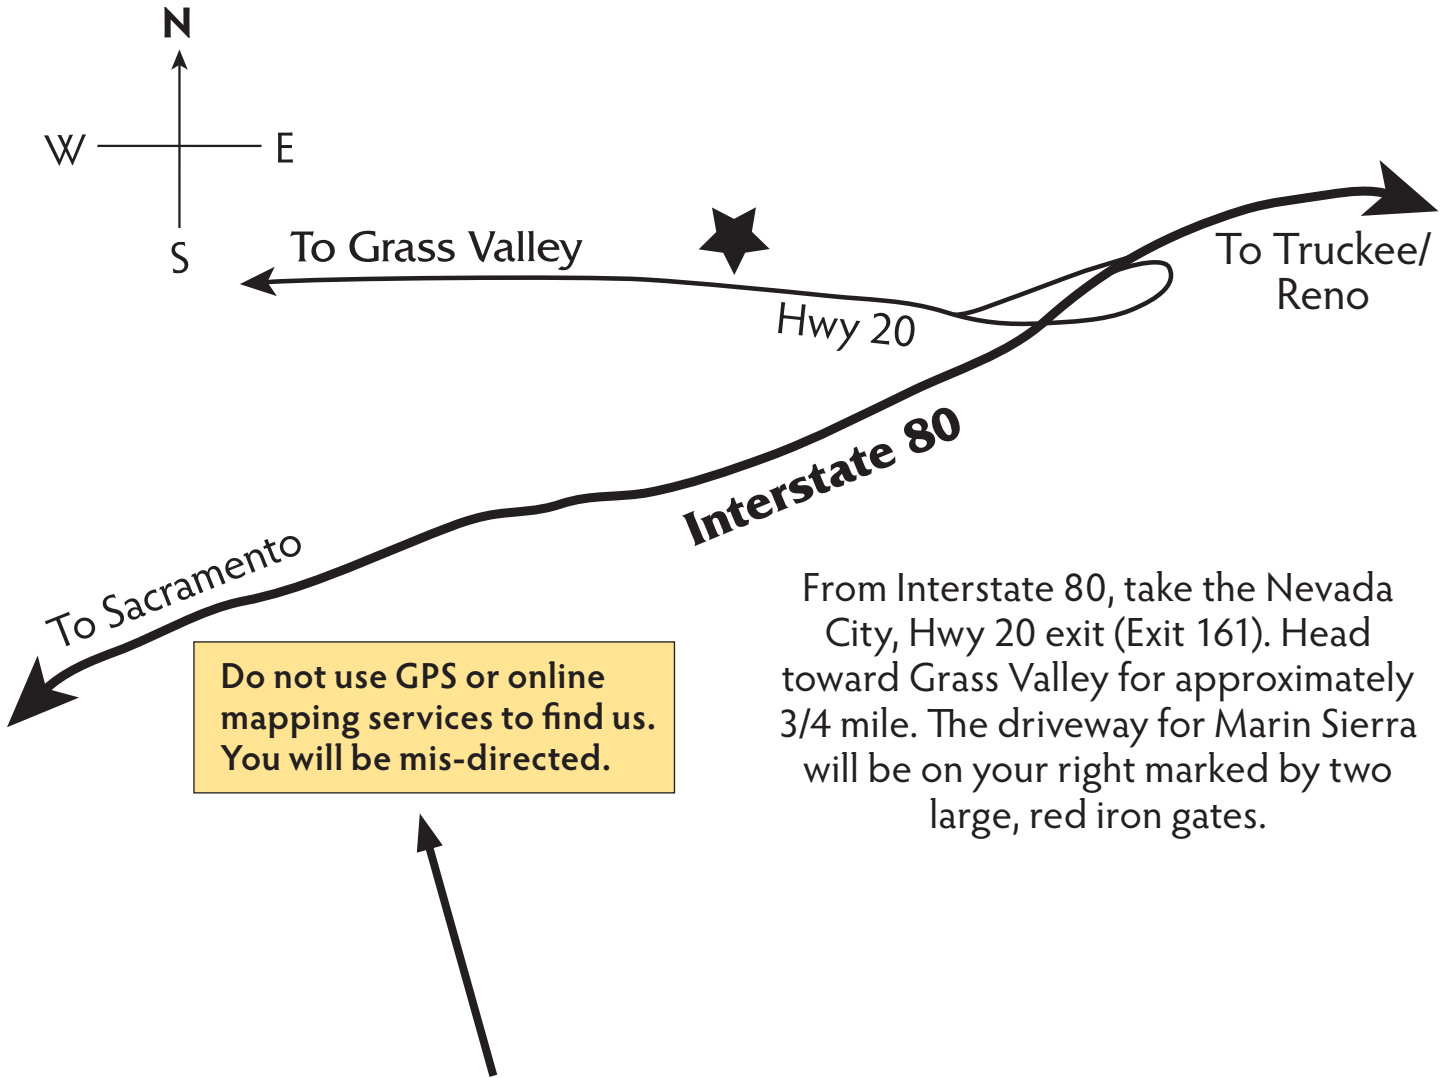 N
W
E
S
To Grass Valley
To Truckee/
Reno
Hwy 20
Interstate 80
To Sacramento
From Interstate 80, take the Nevada
City, Hwy 20 exit (Exit 161). Head
toward Grass Valley for approximately
3/4 mile. The driveway for Marin Sierra
will be on your right marked by two
large, red iron gates.
Do not use GPS or online
mapping services to find us.
You will be mis-directed.